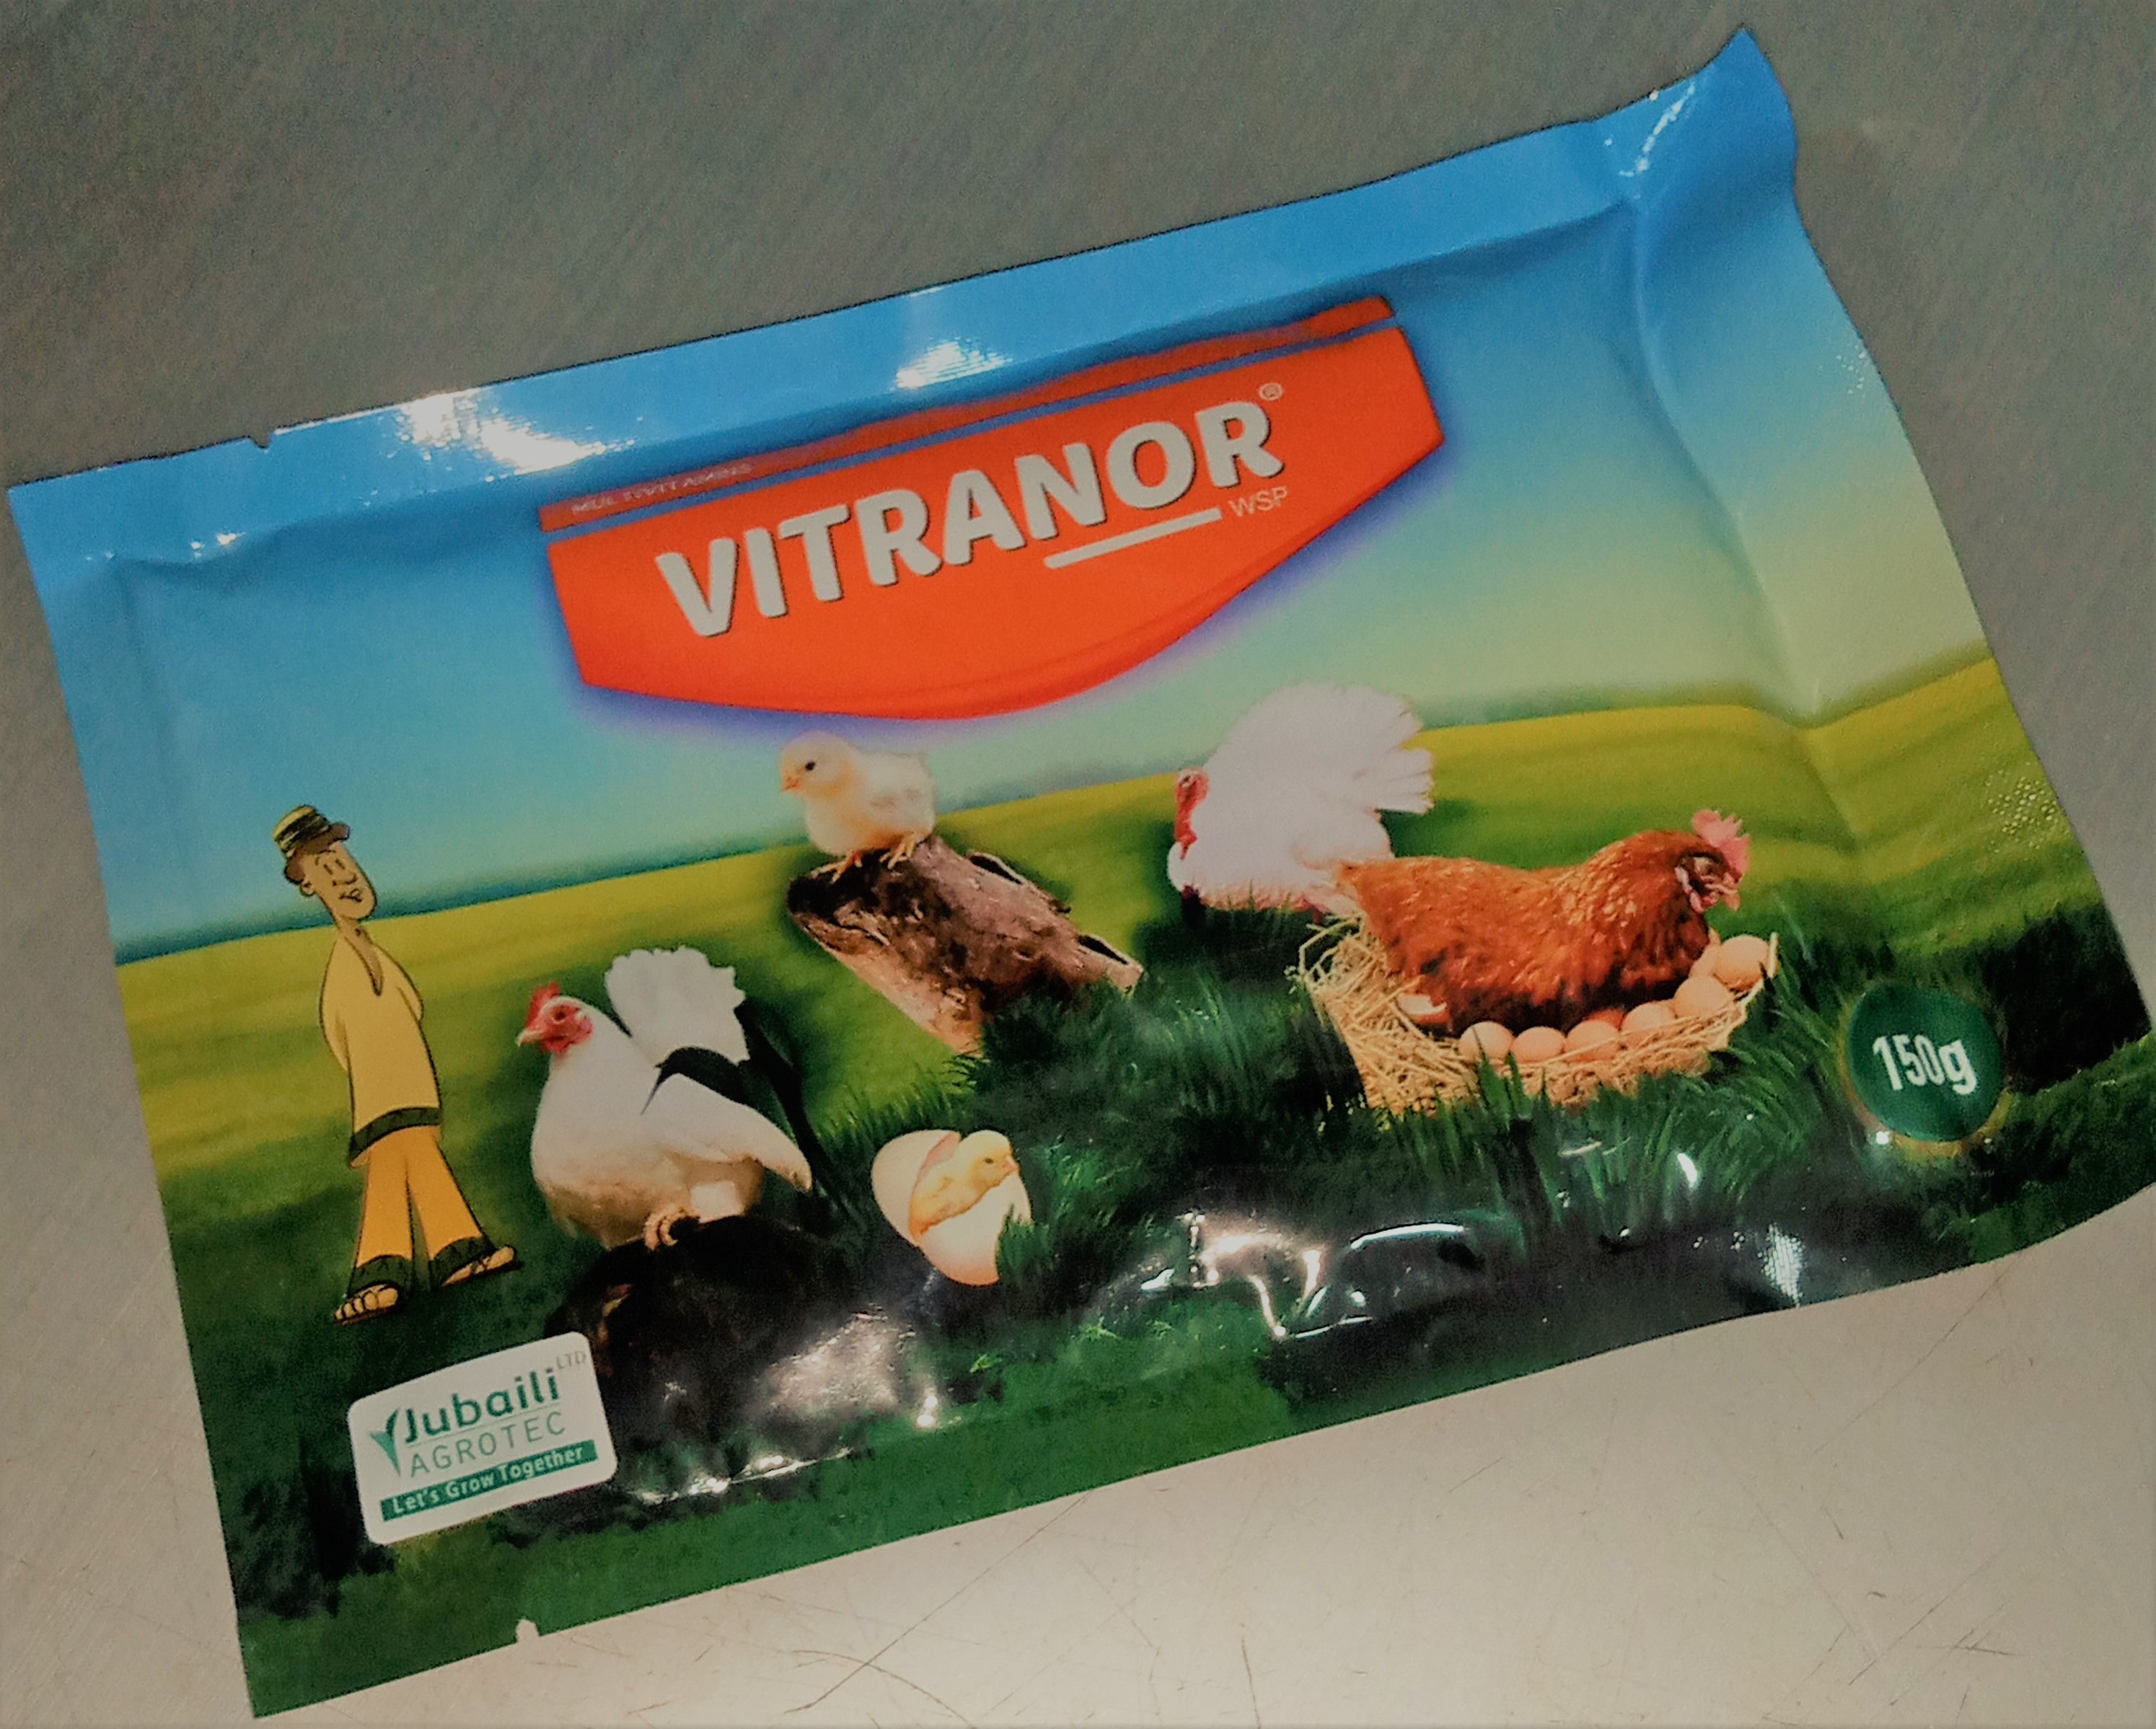 MULTIVITAMINS
VITRANOR®
WSP
150g
Jubaili LTD
AGROTEC
Let's Grow Together